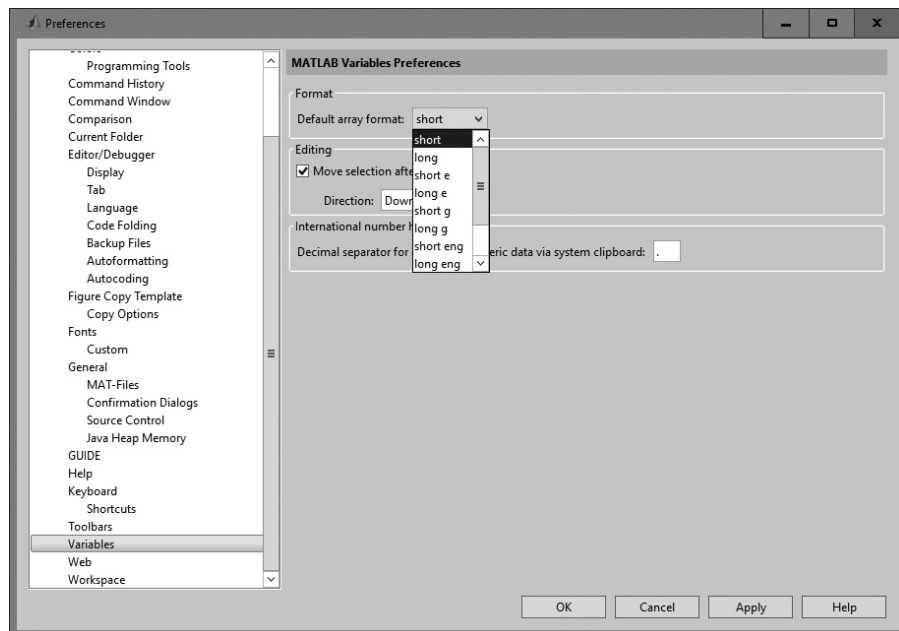 Preferences
Programming Tools
Command History
Command Window
Comparison
Current Folder
Editor/Debugger
Display
Tab
Language
Code Folding
Backup Files
Autoformatting
Autocoding
Figure Copy Template
Copy Options
Fonts
Custom
General
MAT-Files
Confirmation Dialogs
Source Control
Java Heap Memory
GUIDE
Help
Keyboard
Shortcuts
Toolbars
Variables
Web
Workspace
MATLAB Variables Preferences
Format
Default array format: short
short
long
short e
long e
short g
long g
short eng
long eng
Editing
Move selection afte
Direction: Down
International number h
Decimal separator for eric data via system clipboard: .
OK Cancel Apply Help